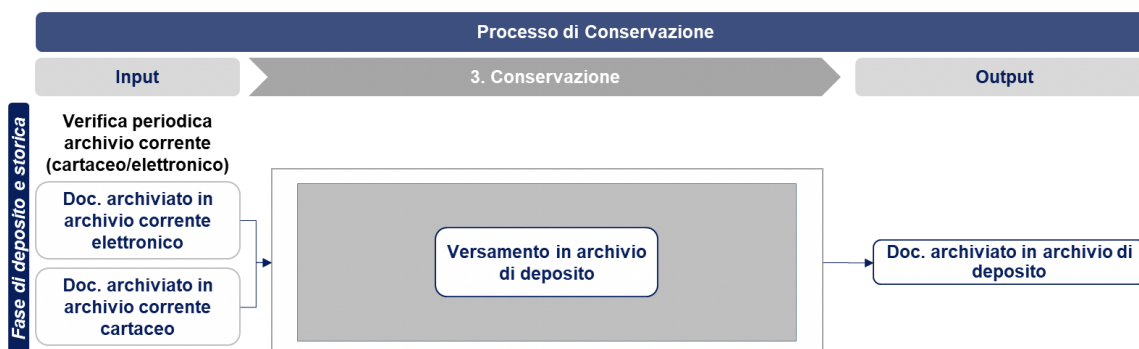 Processo di Conservazione
Input
3. Conservazione
Output
Fase di deposito e storica
Verifica periodica
archivio corrente
(cartaceo/elettronico)
Doc. archiviato in
archivio corrente
elettronico
Doc. archiviato in
archivio corrente
cartaceo
Versamento in archivio
di deposito
Doc. archiviato in archivio di
deposito